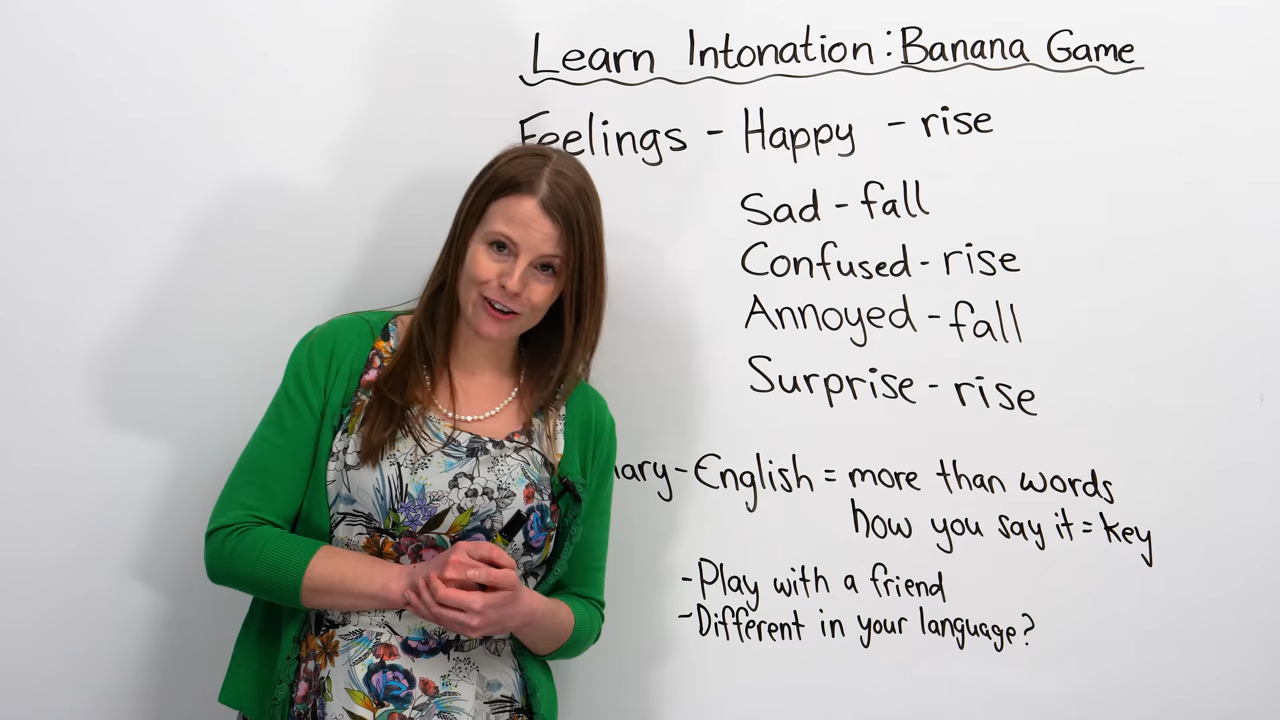 Learn Intonation: Banana Game
Feelings - Happy - rise
Sad - fall
Confused - rise
Annoyed - fall
Surprise - rise
English = more than words
how you say it = key
- Play with a friend
- Different in your language?